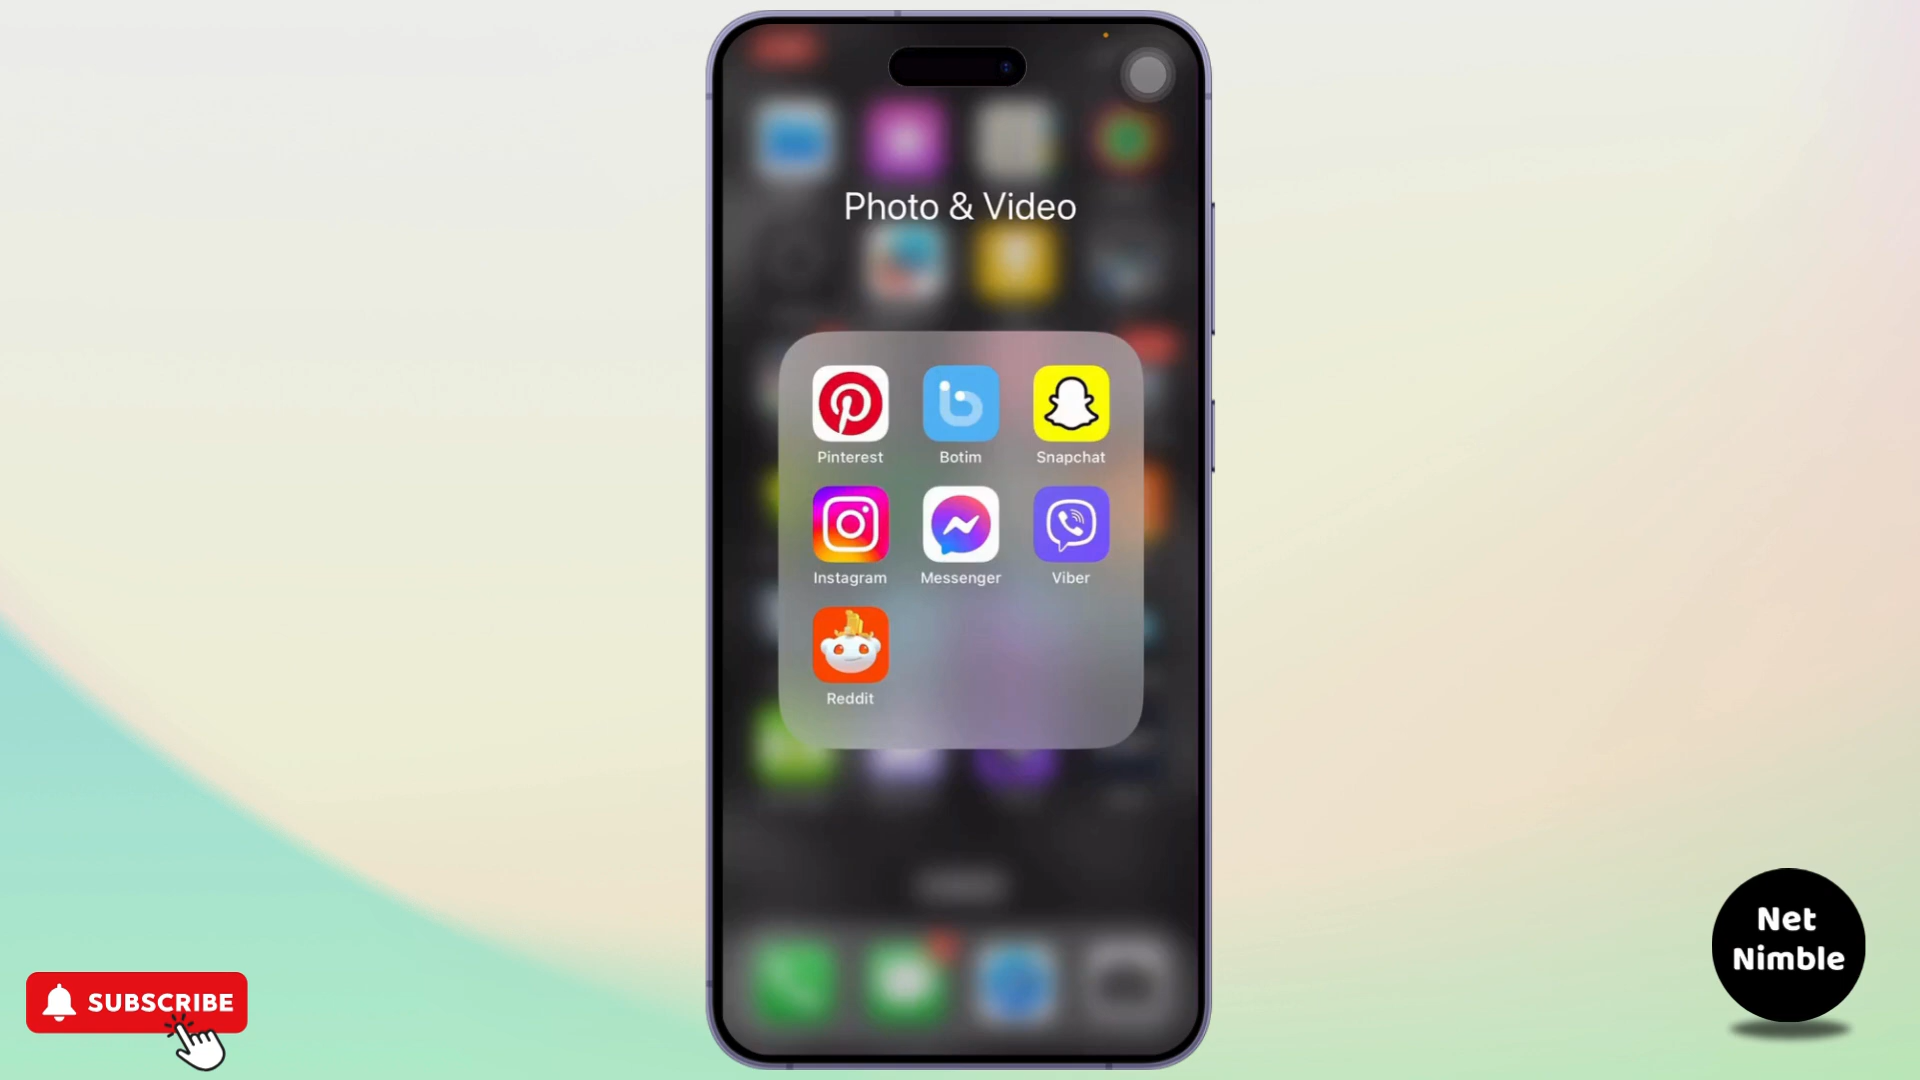 Photo & Video
Pinterest
Botim
Snapchat
Instagram
Messenger
Viber
Reddit
SUBSCRIBE
Net
Nimble